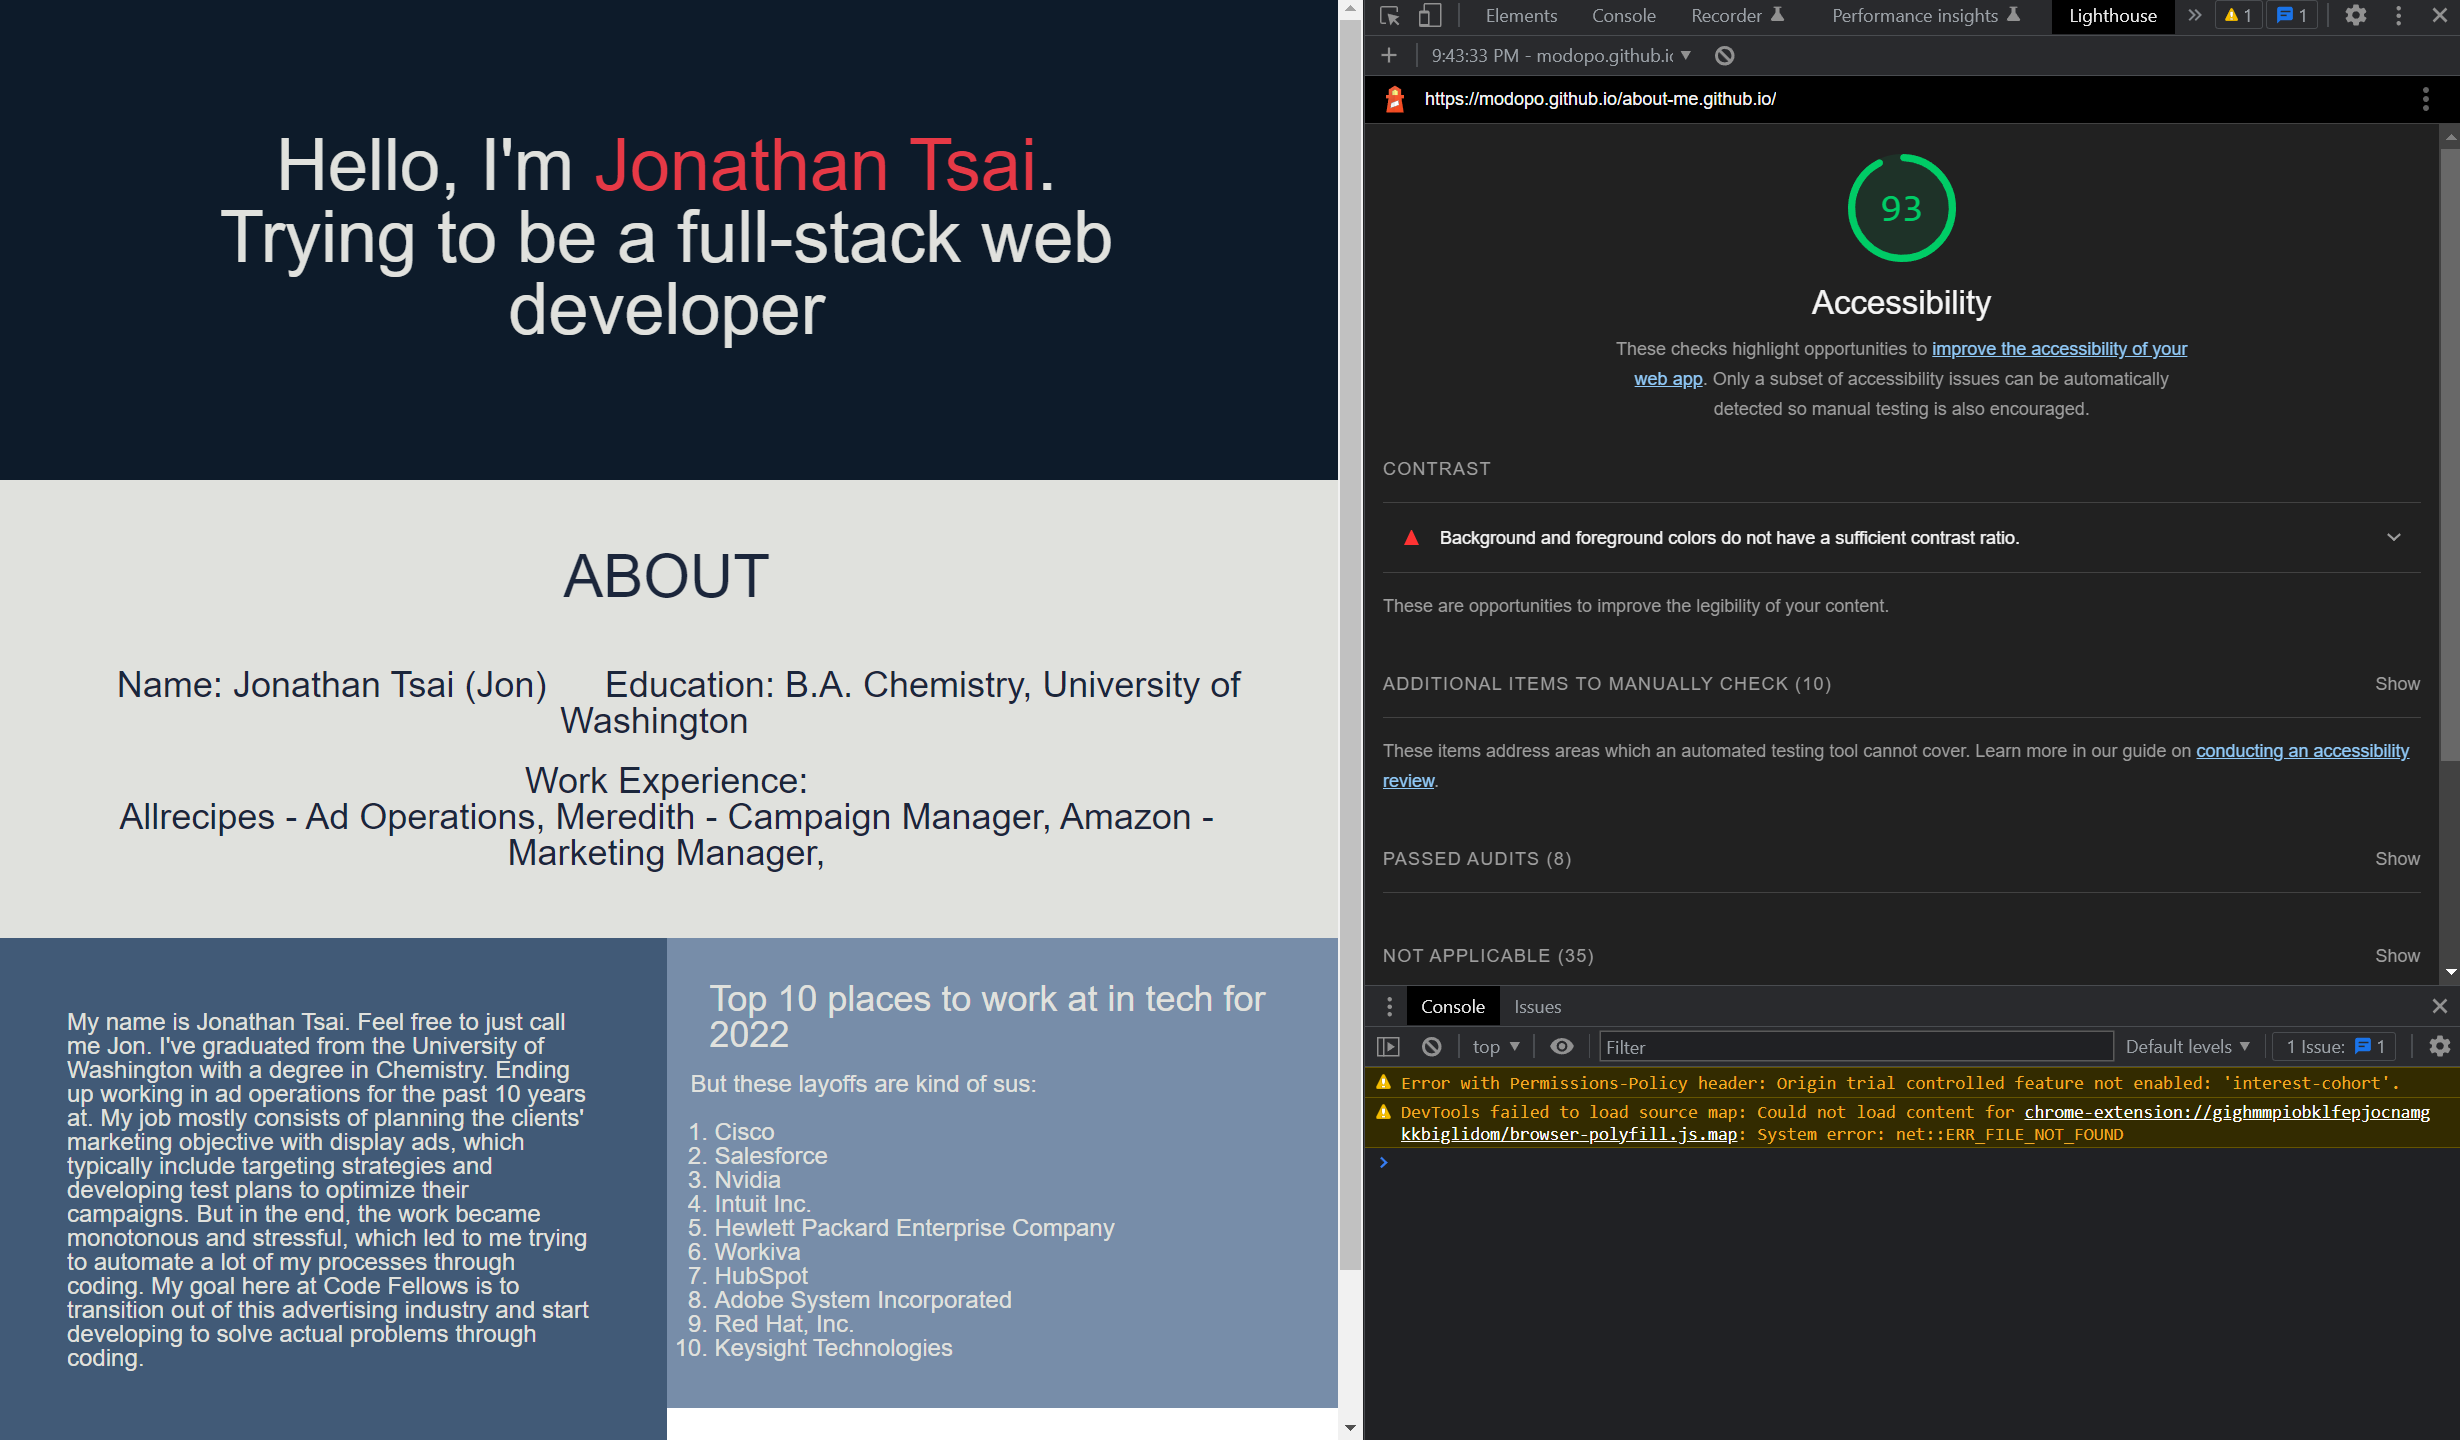 Hello, I'm Jonathan Tsai.
Trying to be a full-stack web
developer
ABOUT
Name: Jonathan Tsai (Jon) Education: B.A. Chemistry, University of
Washington
Work Experience:
Allrecipes - Ad Operations, Meredith - Campaign Manager, Amazon -
Marketing Manager,
My name is Jonathan Tsai. Feel free to just call
me Jon. I've graduated from the University of
Washington with a degree in Chemistry. Ending
up working in ad operations for the past 10 years
at. My job mostly consists of planning the clients'
marketing objective with display ads, which
typically include targeting strategies and
developing test plans to optimize their
campaigns. But in the end, the work became
monotonous and stressful, which led to me trying
to automate a lot of my processes through
coding. My goal here at Code Fellows is to
transition out of this advertising industry and start
developing to solve actual problems through
coding.
Top 10 places to work at in tech for
2022
But these layoffs are kind of sus:
1. Cisco
2. Salesforce
3. Nvidia
4. Intuit Inc.
5. Hewlett Packard Enterprise Company
6. Workiva
7. HubSpot
8. Adobe System Incorporated
9. Red Hat, Inc.
10. Keysight Technologies
Elements Console Recorder Performance insights Lighthouse 1 1
9:43:33 PM - modopo.github.ic
https://modopo.github.io/about-me.github.io/
93
Accessibility
These checks highlight opportunities to improve the accessibility of your
web app. Only a subset of accessibility issues can be automatically
detected so manual testing is also encouraged.
CONTRAST
Background and foreground colors do not have a sufficient contrast ratio.
These are opportunities to improve the legibility of your content.
ADDITIONAL ITEMS TO MANUALLY CHECK (10) Show
These items address areas which an automated testing tool cannot cover. Learn more in our guide on conducting an accessibility
review.
PASSED AUDITS (8) Show
NOT APPLICABLE (35) Show
Console Issues
top Filter Default levels 1 Issue: 1
Error with Permissions-Policy header: Origin trial controlled feature not enabled: 'interest-cohort'.
DevTools failed to load source map: Could not load content for chrome-extension://gighmmpiobklfepjocnamg
kkbiglidom/browser-polyfill.js.map: System error: net::ERR_FILE_NOT_FOUND